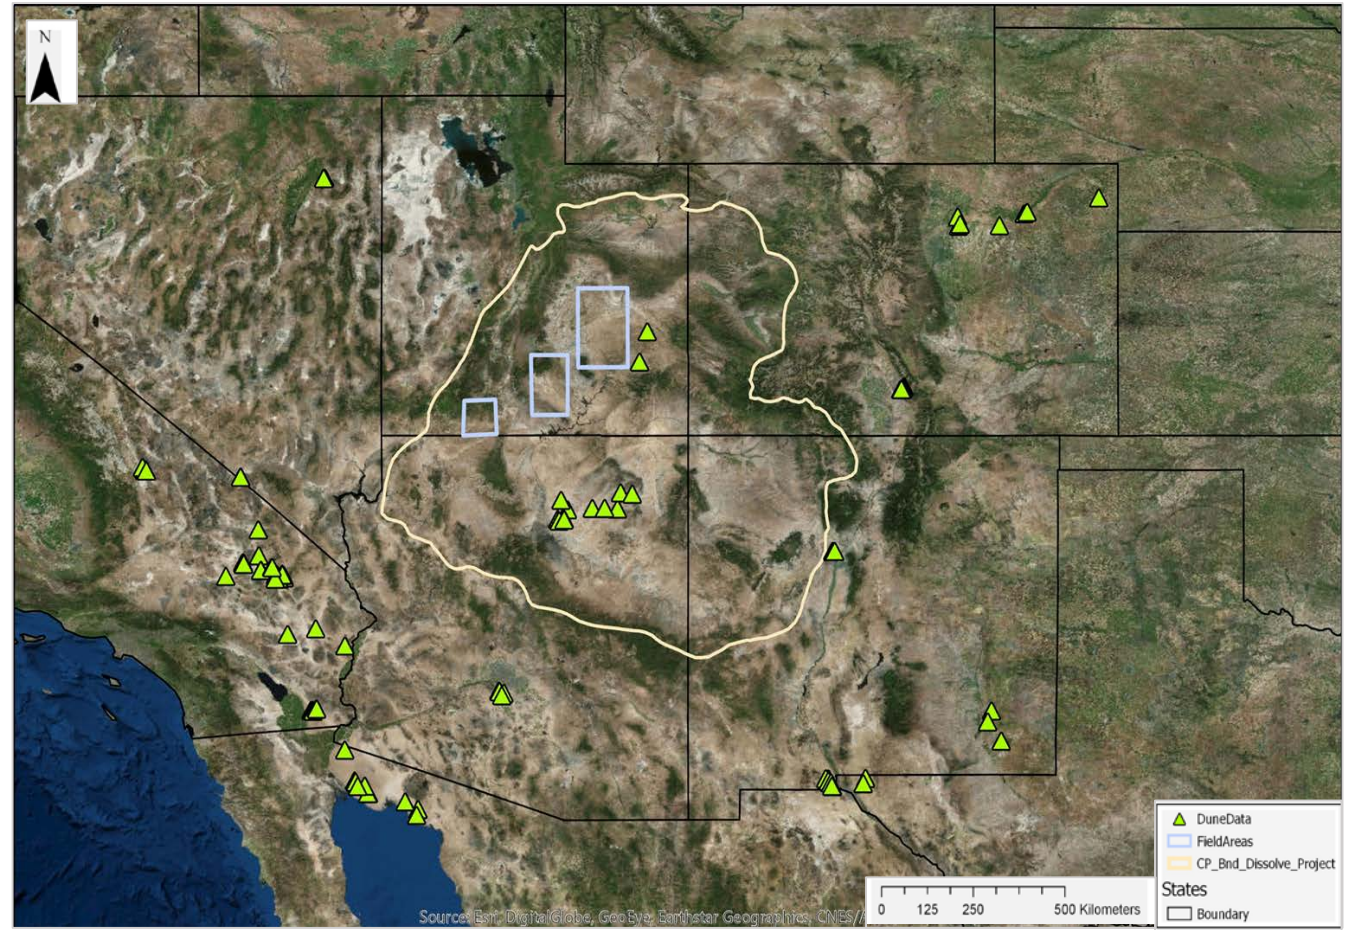 N
DuneData
FieldAreas
CP_Bnd_Dissolve_Project
States
Boundary
0 125 250 500 Kilometers
Source: Esri, DigitalGlobe, GeoEye, Earthstar Geographics, CNES/